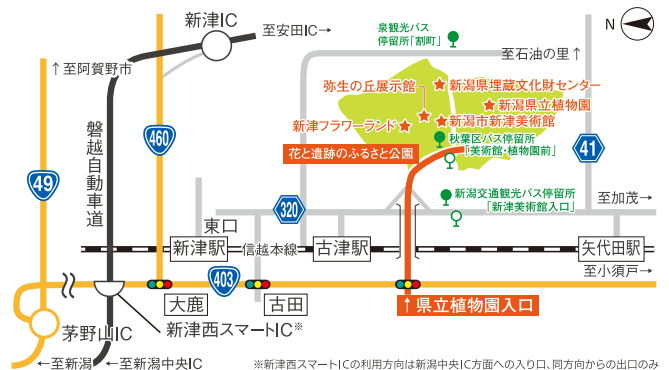 新津IC
至安田IC→
泉観光バス
停留所「割町」
N
至石油の里↑
↑至阿賀野市
弥生の丘展示館
新潟県埋蔵文化財センター
新潟県立植物園
新津フラワーランド
新潟市新津美術館
磐越自動車道
460
秋葉区バス停留所
「美術館・植物園前」
41
花と遺跡のふるさと公園
49
新潟交通観光バス停留所
「新津美術館入口」
至加茂→
320
東口
新津駅
信越本線
古津駅
矢代田駅
至小須戸→
403
大鹿
古田
↑県立植物園入口
茅野山IC
新津西スマートIC※
←至新潟
←至新潟中央IC
※新津西スマートICの利用方向は新潟中央IC方面への入り口、同方向からの出口のみ